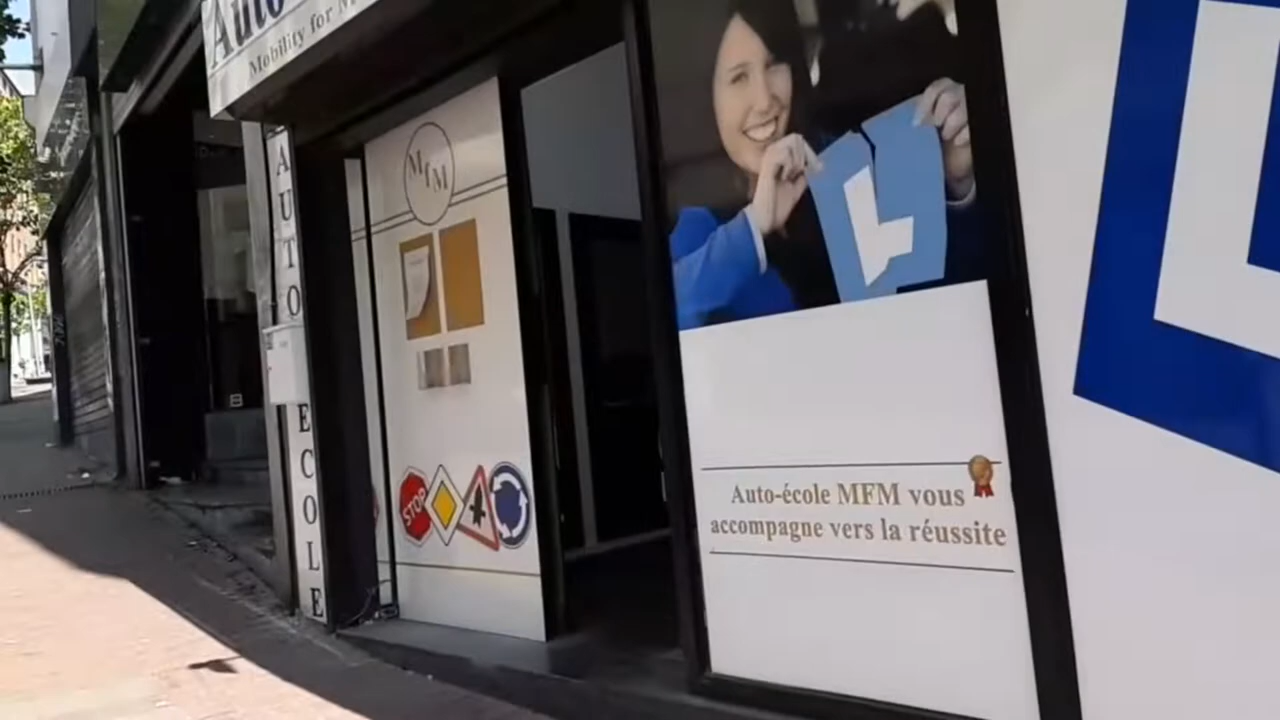 Auto
Mobility for
AUTO ECOLE
MfM
STOP
L
Auto-école MFM vous
accompagne vers la réussite
L